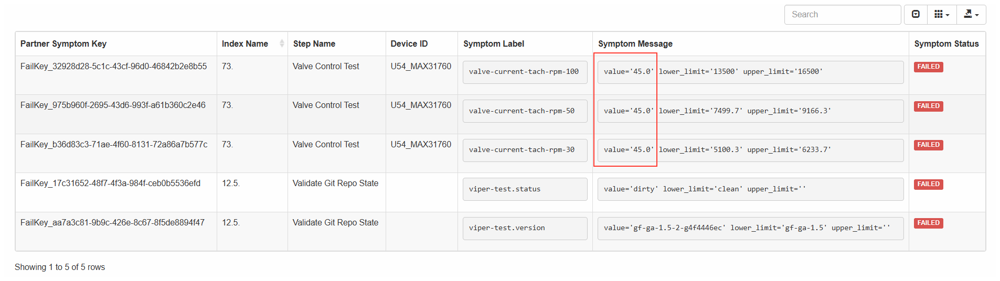 Search
Partner Symptom Key Index Name Step Name Device ID Symptom Label Symptom Message Symptom Status
FailKey_32928d28-5c1c-43cf-96d0-46842b2e8b55 73. Valve Control Test U54_MAX31760 valve-current-tach-rpm-100 value='45.0' lower_limit='13500' upper_limit='16500' FAILED
FailKey_975b960f-2695-43d6-993f-a61b360c2e46 73. Valve Control Test U54_MAX31760 valve-current-tach-rpm-50 value='45.0' lower_limit='7499.7' upper_limit='9166.3' FAILED
FailKey_b36d83c3-71ae-4f60-8131-72a86a7b577c 73. Valve Control Test U54_MAX31760 valve-current-tach-rpm-30 value='45.0' lower_limit='5100.3' upper_limit='6233.7' FAILED
FailKey_17c31652-48f7-4f3a-984f-ceb0b5536efd 12.5. Validate Git Repo State viper-test.status value='dirty' lower_limit='clean' upper_limit='' FAILED
FailKey_aa7a3c81-9b9c-426e-8c67-8f5de8894f47 12.5. Validate Git Repo State viper-test.version value='gf-ga-1.5-2-g4f4446ec' lower_limit='gf-ga-1.5' upper_limit='' FAILED
Showing 1 to 5 of 5 rows